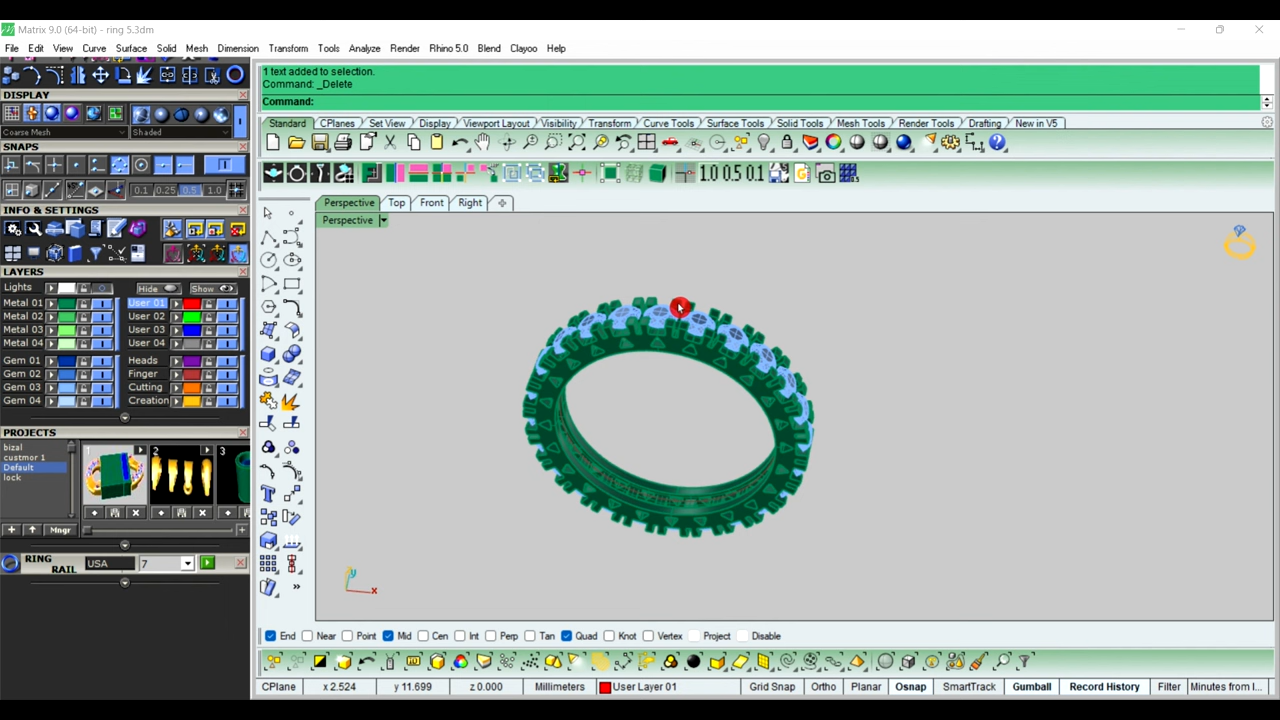 Matrix 9.0 (64-bit) - ring 5.3dm
File Edit View Curve Surface Solid Mesh Dimension Transform Tools Analyze Render Rhino 5.0 Blend Clayoo Help
1 text added to selection.
Command: _Delete
Command:
DISPLAY
Coarse Mesh Shaded
SNAPS
0.1 0.25 0.5 1.0
INFO & SETTINGS
LAYERS
Lights Hide Show
Metal 01 User 01
Metal 02 User 02
Metal 03 User 03
Metal 04 User 04
Gem 01 Heads
Gem 02 Finger
Gem 03 Cutting
Gem 04 Creation
PROJECTS
bizal
custmor 1
Default
lock
1 2 3
Mngr
RING RAIL USA 7
Standard CPlanes Set View Display Viewport Layout Visibility Transform Curve Tools Surface Tools Solid Tools Mesh Tools Render Tools Drafting New in V5
1.0 0.5 0.1
Perspective Top Front Right
Perspective
y
x
End Near Point Mid Cen Int Perp Tan Quad Knot Vertex Project Disable
CPlane x 2.524 y 11.699 z 0.000 Millimeters User Layer 01 Grid Snap Ortho Planar Osnap SmartTrack Gumball Record History Filter Minutes from l...